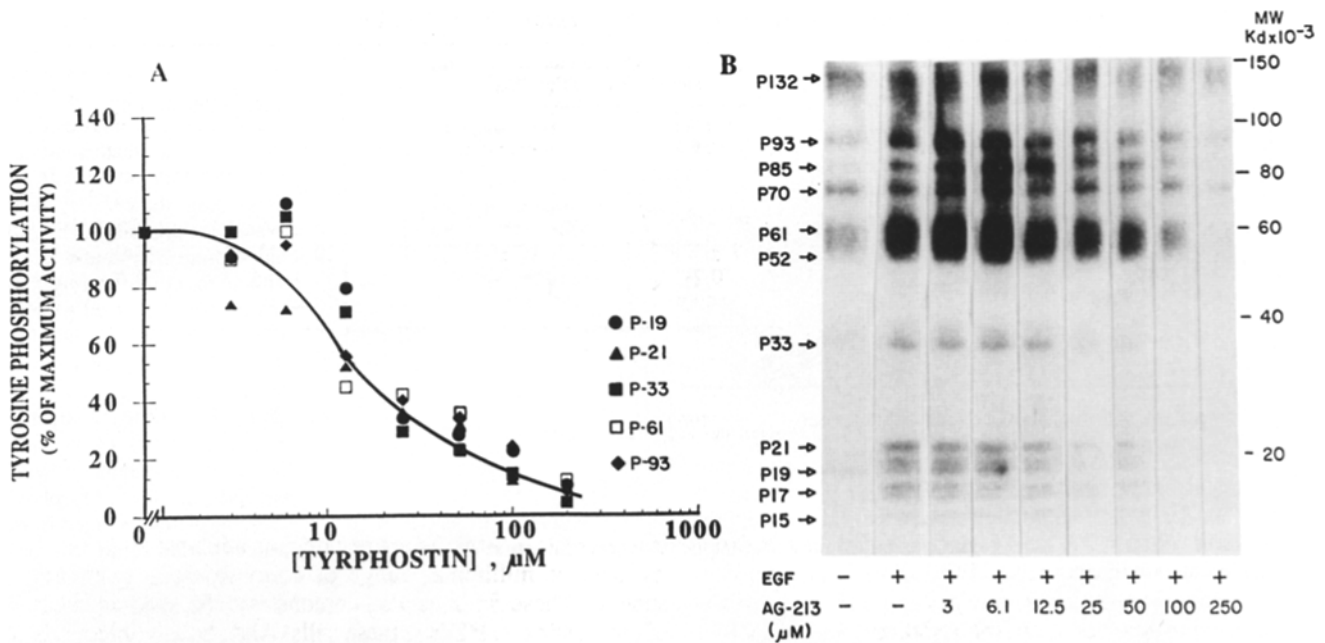 A
TYROSINE PHOSPHORYLATION
(% OF MAXIMUM ACTIVITY)
140
120
100
80
60
40
20
0
0
10
100
1000
[TYRPHOSTIN] , μM
P-19
P-21
P-33
P-61
P-93
B
MW
Kdx10⁻³
P132
P93
P85
P70
P61
P52
P33
P21
P19
P17
P15
150
100
80
60
40
20
EGF - + + + + + + + +
AG-213 - - 3 6.1 12.5 25 50 100 250
(μM)